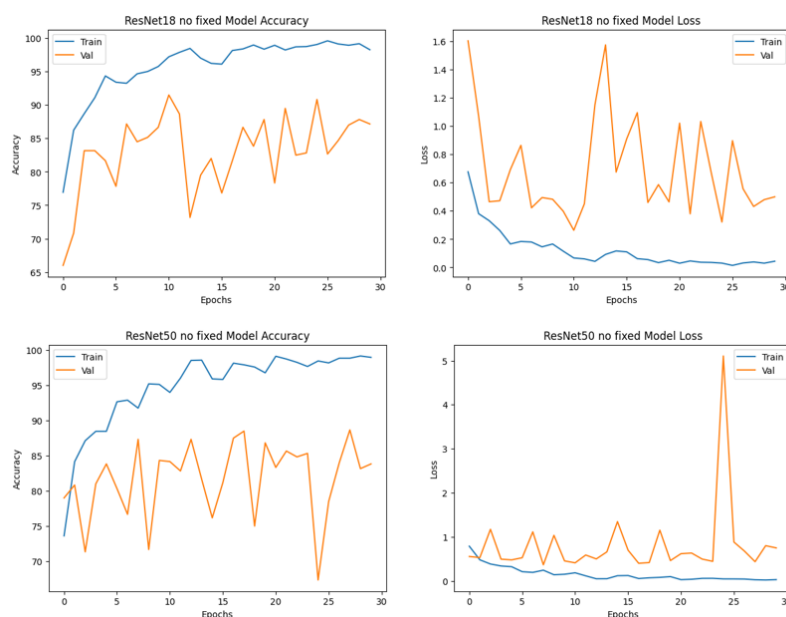 ResNet18 no fixed Model Accuracy
100
95
90
85
80
75
70
65
Accuracy
Train
Val
0 5 10 15 20 25 30
Epochs
ResNet18 no fixed Model Loss
1.6
1.4
1.2
1.0
0.8
0.6
0.4
0.2
0.0
Loss
Train
Val
0 5 10 15 20 25 30
Epochs
ResNet50 no fixed Model Accuracy
100
95
90
85
80
75
70
Accuracy
Train
Val
0 5 10 15 20 25 30
Epochs
ResNet50 no fixed Model Loss
5
4
3
2
1
0
Loss
Train
Val
0 5 10 15 20 25 30
Epochs